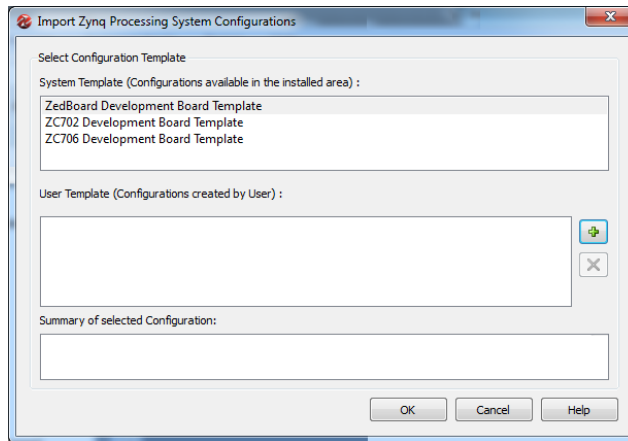 Import Zynq Processing System Configurations
Select Configuration Template
System Template (Configurations available in the installed area) :
ZedBoard Development Board Template
ZC702 Development Board Template
ZC706 Development Board Template
User Template (Configurations created by User) :
Summary of selected Configuration:
OK Cancel Help